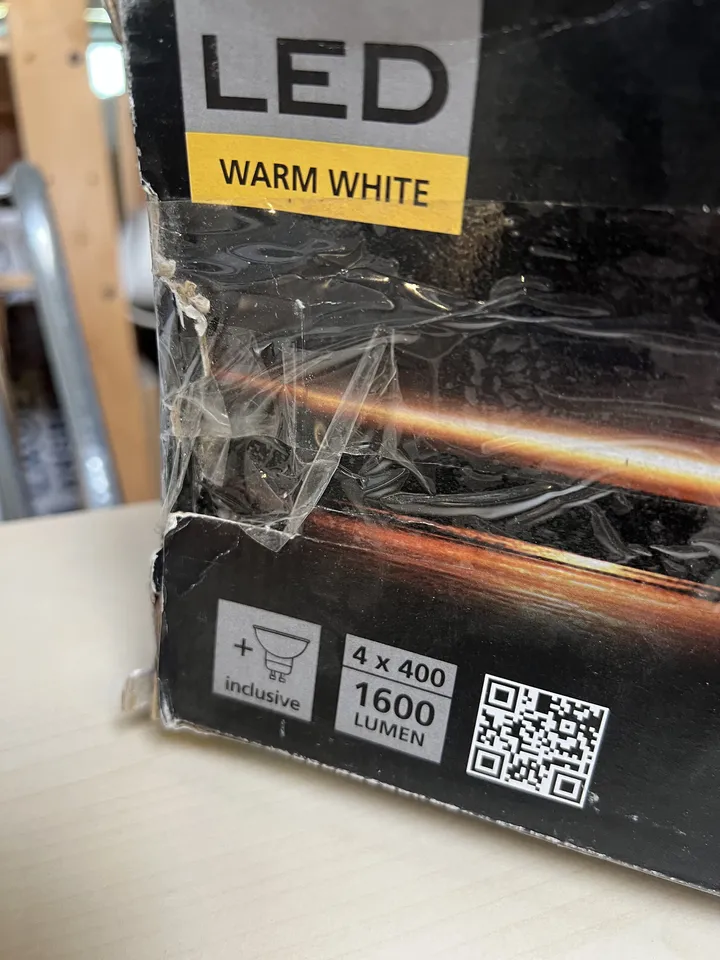 LED
WARM WHITE
+
inclusive
4 x 400
1600
LUMEN